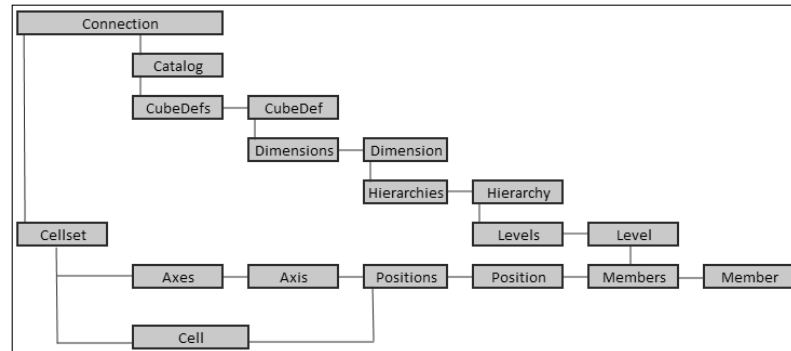 Connection
Catalog
CubeDefs
CubeDef
Dimensions
Dimension
Hierarchies
Hierarchy
Cellset
Levels
Level
Axes
Axis
Positions
Position
Members
Member
Cell